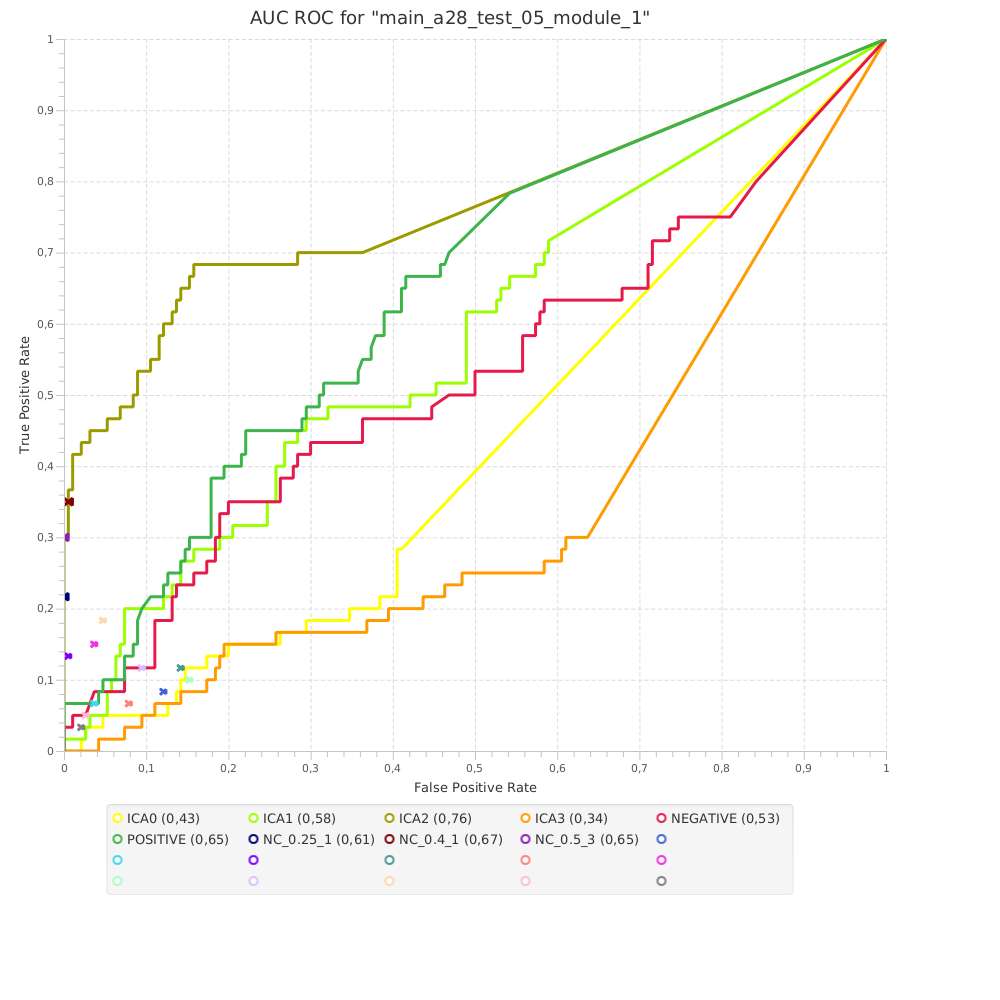 AUC ROC for "main_a28_test_05_module_1"
1
0,9
0,8
0,7
0,6
0,5
0,4
0,3
0,2
0,1
0
True Positive Rate
0 0,1 0,2 0,3 0,4 0,5 0,6 0,7 0,8 0,9 1
False Positive Rate
ICA0 (0,43) ICA1 (0,58) ICA2 (0,76) ICA3 (0,34) NEGATIVE (0,53)
POSITIVE (0,65) NC_0.25_1 (0,61) NC_0.4_1 (0,67) NC_0.5_3 (0,65)